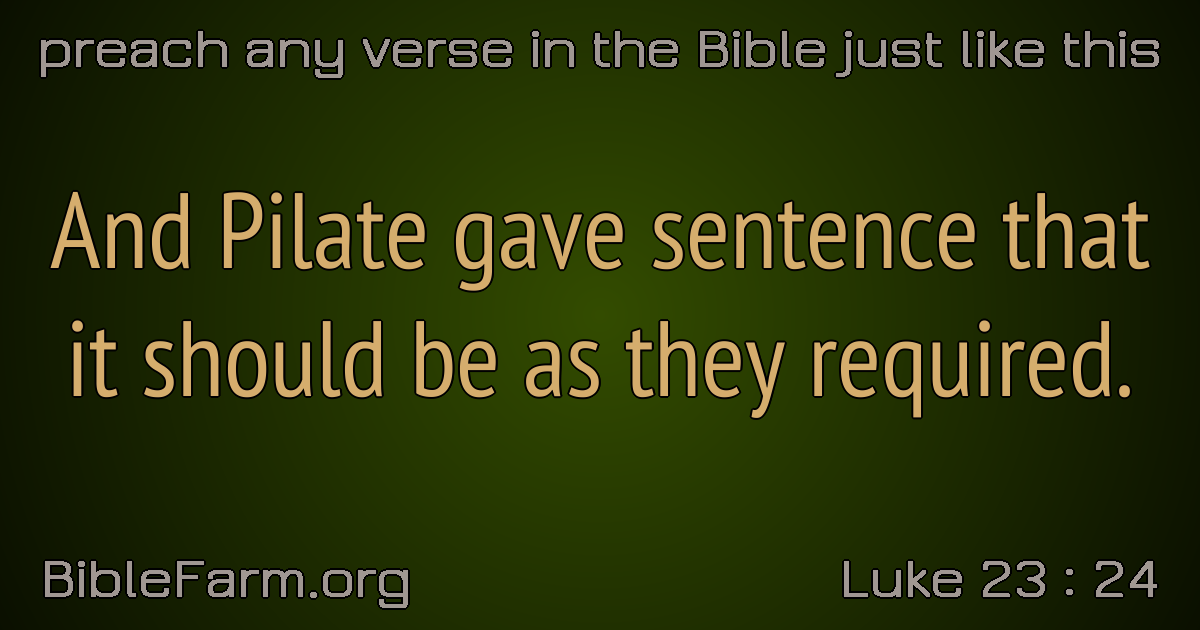 preach any verse in the Bible just like this
And Pilate gave sentence that
it should be as they required.
BibleFarm.org
Luke 23 : 24